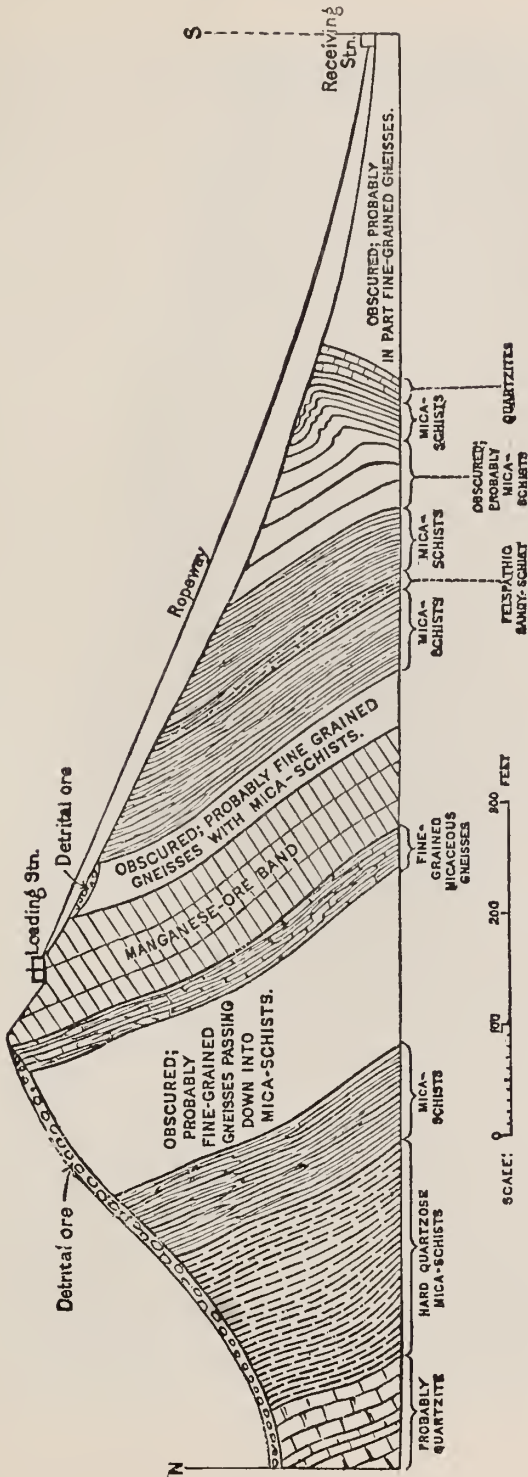 N
S
Loading Stn.
Detrital ore
Ropeway
Receiving
Stn.
Detrital ore
OBSCURED;
PROBABLY
FINE-GRAINED
GNEISSES PASSING
DOWN INTO
MICA-SCHISTS.
MANGANESE-ORE BAND
OBSCURED; PROBABLY FINE GRAINED
GNEISSES WITH MICA-SCHISTS.
OBSCURED; PROBABLY
IN PART FINE-GRAINED GNEISSES.
PROBABLY
QUARTZITE
HARD QUARTZOSE
MICA-SCHISTS
MICA-
SCHISTS
FINE-
GRAINED
MICACEOUS
GNEISSES
MICA-
SCHISTS
FELSPATHIC
SANDY-SCHIST
MICA-
SCHISTS
OBSCURED;
PROBABLY
MICA-
SCHISTS
MICA-
SCHISTS
QUARTZITES
SCALE: 0 100 200 300 FEET